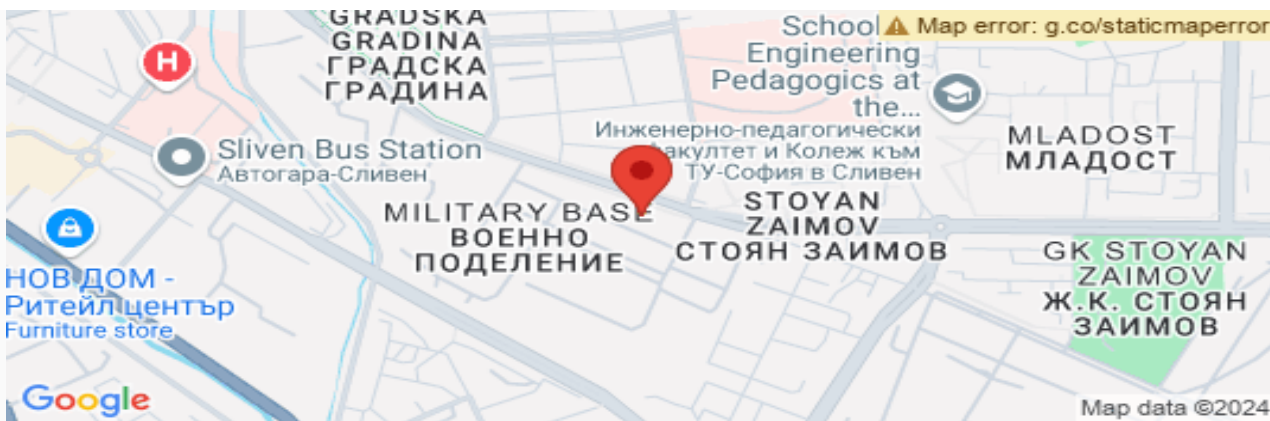 GRADSKA
GRADINA
ГРАДСКА
ГРАДИНА
School
Engineering
Pedagogics at
the...
Инженерно-педагогически
факултет и Колеж към
ТУ-София в Сливен
Map error: g.co/staticmaperror
H
Sliven Bus Station
Автогара-Сливен
MLADOST
МЛАДОСТ
MILITARY BASE
ВОЕННО
ПОДЕЛЕНИЕ
STOYAN
ZAIMOV
СТОЯН ЗАИМОВ
GK STOYAN
ZAIMOV
Ж.К. СТОЯН
ЗАИМОВ
НОВ ДОМ -
Ритейл център
Furniture store
Google
Map data ©2024